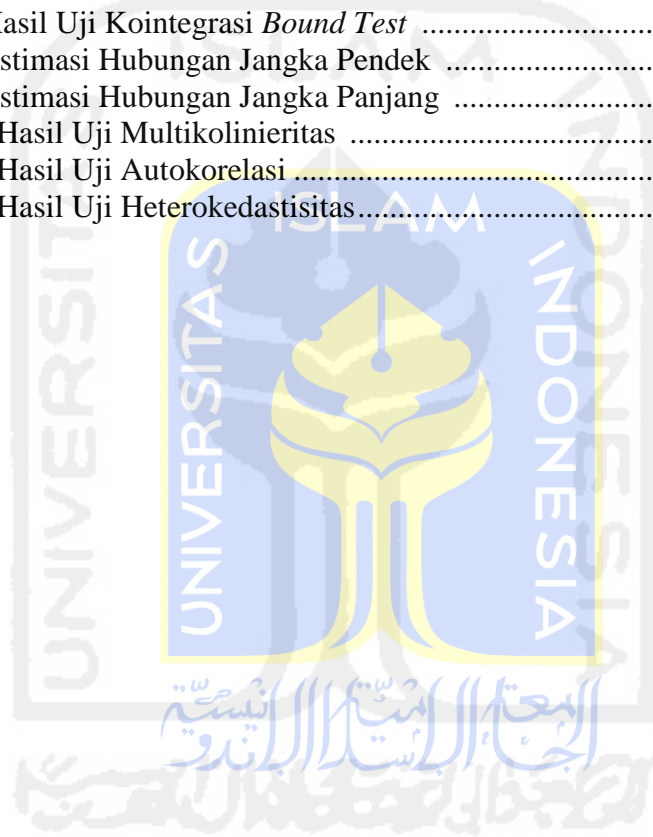 Hasil Uji Kointegrasi Bound Test ..............................
stimasi Hubungan Jangka Pendek ..........................
stimasi Hubungan Jangka Panjang .........................
Hasil Uji Multikolinieritas ......................................
Hasil Uji Autokorelasi .............................................
Hasil Uji Heterokedastisitas.....................................
ISLAM
UNIVERSITAS
INDONESIA